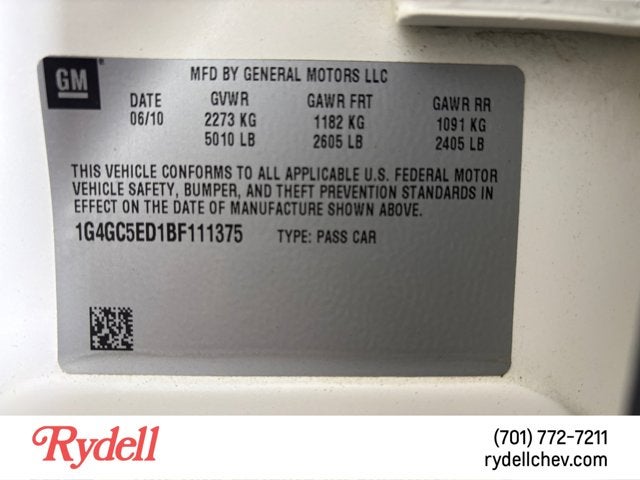 GM
MFD BY GENERAL MOTORS LLC
DATE GVWR GAWR FRT GAWR RR
06/10 2273 KG 1182 KG 1091 KG
5010 LB 2605 LB 2405 LB
THIS VEHICLE CONFORMS TO ALL APPLICABLE U.S. FEDERAL MOTOR
VEHICLE SAFETY, BUMPER, AND THEFT PREVENTION STANDARDS IN
EFFECT ON THE DATE OF MANUFACTURE SHOWN ABOVE.
1G4GC5ED1BF111375 TYPE: PASS CAR
Rydell
(701) 772-7211
rydellchev.com